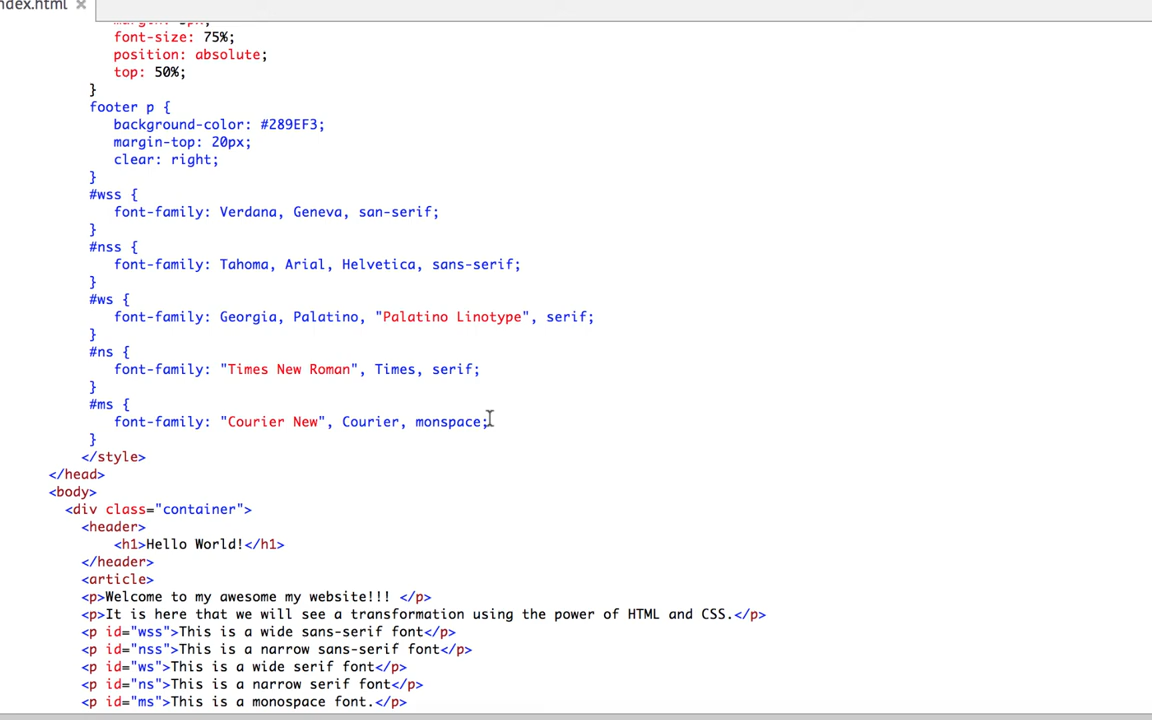 ndex.html ×
margin: 5px;
font-size: 75%;
position: absolute;
top: 50%;
}
footer p {
background-color: #289EF3;
margin-top: 20px;
clear: right;
}
#wss {
font-family: Verdana, Geneva, san-serif;
}
#nss {
font-family: Tahoma, Arial, Helvetica, sans-serif;
}
#ws {
font-family: Georgia, Palatino, "Palatino Linotype", serif;
}
#ns {
font-family: "Times New Roman", Times, serif;
}
#ms {
font-family: "Courier New", Courier, monspace;
}
</style>
</head>
<body>
<div class="container">
<header>
<h1>Hello World!</h1>
</header>
<article>
<p>Welcome to my awesome my website!!! </p>
<p>It is here that we will see a transformation using the power of HTML and CSS.</p>
<p id="wss">This is a wide sans-serif font</p>
<p id="nss">This is a narrow sans-serif font</p>
<p id="ws">This is a wide serif font</p>
<p id="ns">This is a narrow serif font</p>
<p id="ms">This is a monospace font.</p>